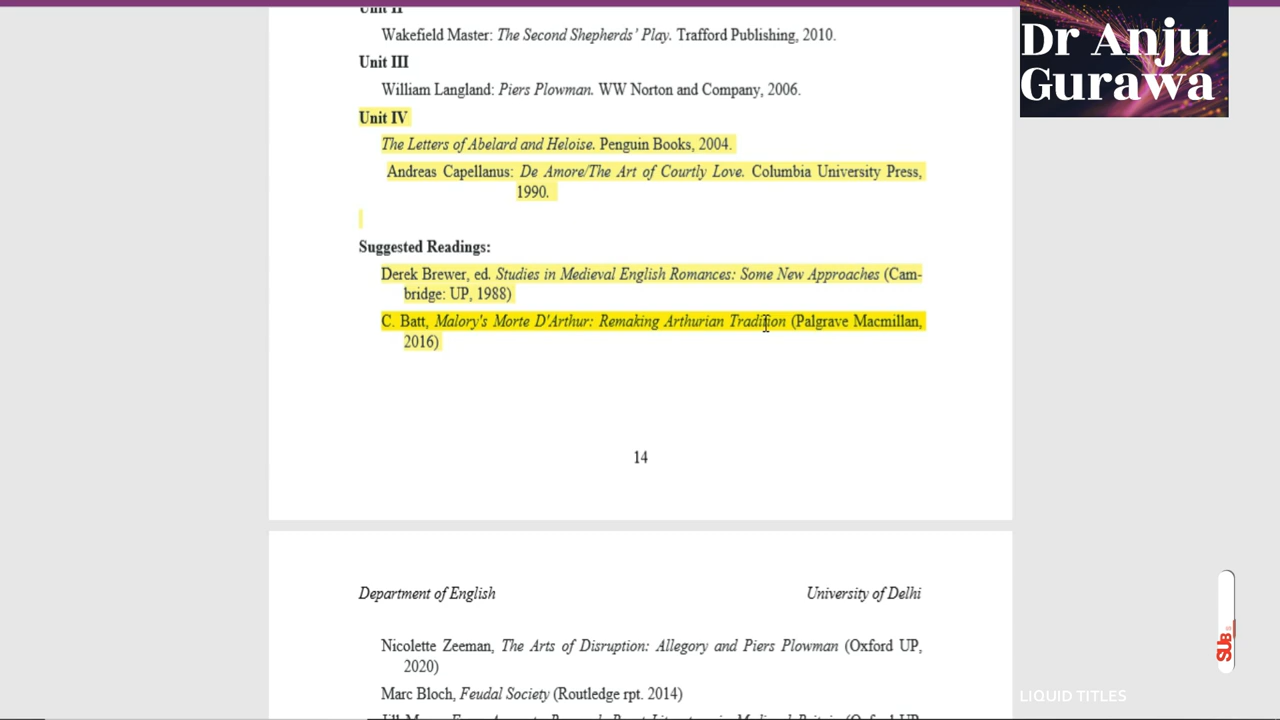 Unit II
Wakefield Master: The Second Shepherds' Play. Trafford Publishing, 2010.
Unit III
William Langland: Piers Plowman. WW Norton and Company, 2006.
Unit IV
The Letters of Abelard and Heloise. Penguin Books, 2004.
Andreas Capellanus: De Amore/The Art of Courtly Love. Columbia University Press,
1990.
Suggested Readings:
Derek Brewer, ed. Studies in Medieval English Romances: Some New Approaches (Cam-
bridge: UP, 1988)
C. Batt, Malory's Morte D'Arthur: Remaking Arthurian Tradition (Palgrave Macmillan,
2016)
14
Department of English University of Delhi
Nicolette Zeeman, The Arts of Disruption: Allegory and Piers Plowman (Oxford UP,
2020)
Marc Bloch, Feudal Society (Routledge rpt. 2014)
Dr Anju
Gurawa
SUB
LIQUID TITLES